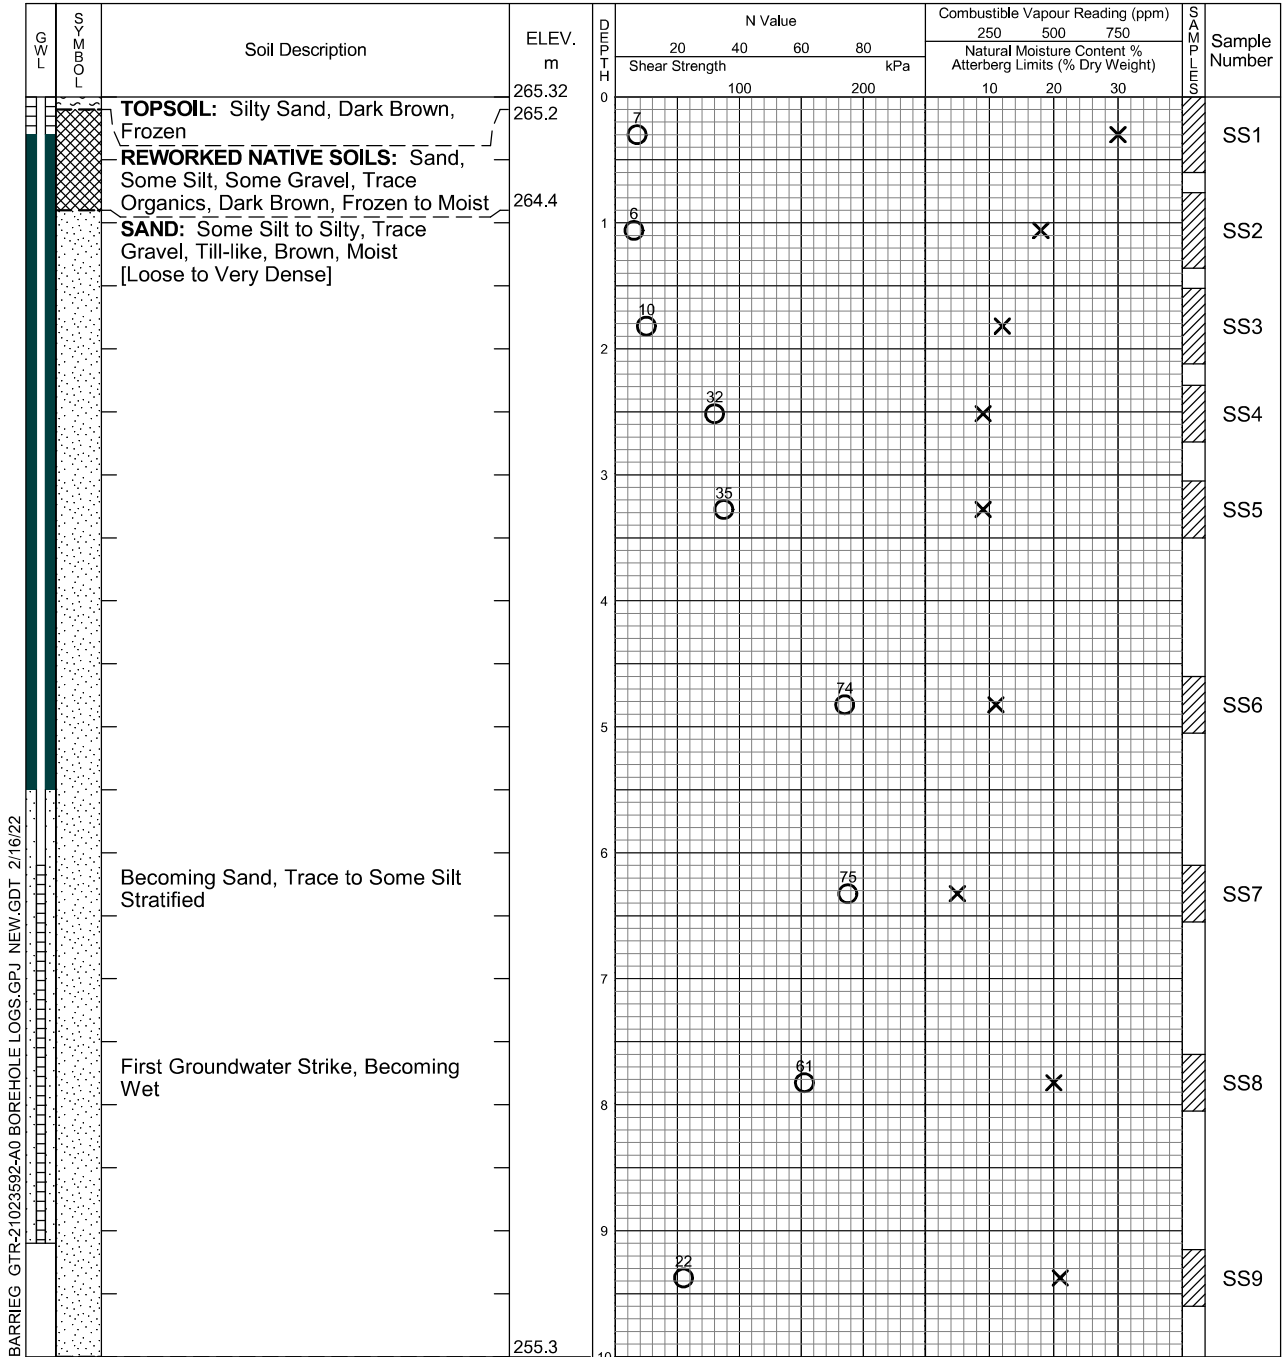 GWL
SYMBOL
Soil Description
ELEV.
m
DEPTH
N Value
20 40 60 80
Shear Strength kPa
100 200
Combustible Vapour Reading (ppm)
250 500 750
Natural Moisture Content %
Atterberg Limits (% Dry Weight)
10 20 30
SAMPLES
Sample
Number
265.32
0
TOPSOIL: Silty Sand, Dark Brown,
Frozen
265.2
7
SS1
REWORKED NATIVE SOILS: Sand,
Some Silt, Some Gravel, Trace
Organics, Dark Brown, Frozen to Moist
264.4
SAND: Some Silt to Silty, Trace
Gravel, Till-like, Brown, Moist
[Loose to Very Dense]
1
6
SS2
10
SS3
2
32
SS4
3
35
SS5
4
74
SS6
5
6
Becoming Sand, Trace to Some Silt
Stratified
75
SS7
7
First Groundwater Strike, Becoming
Wet
61
SS8
8
9
22
SS9
255.3
10
BARRIEG GTR-21023592-A0 BOREHOLE LOGS.GPJ NEW.GDT 2/16/22